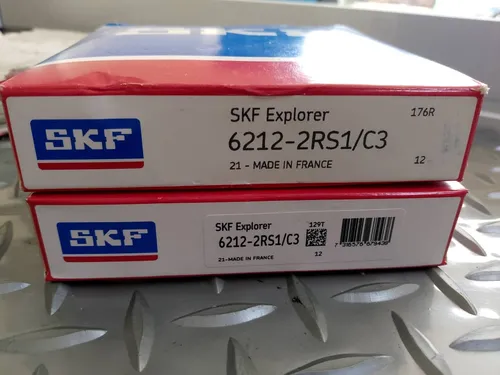 SKF
SKF Explorer
176R
6212-2RS1/C3
21 - MADE IN FRANCE
12
SKF
SKF Explorer
129T
6212-2RS1/C3
21-MADE IN FRANCE
12